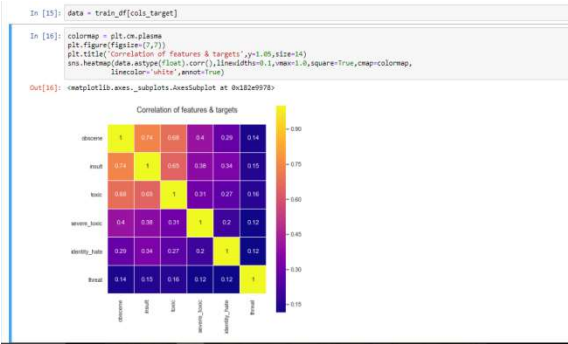 In [15]: data = train_df[cols_target]
In [16]: colormap = plt.cm.plasma
plt.figure(figsize=(7,7))
plt.title('Correlation of features & targets',y=1.05,size=14)
sns.heatmap(data.astype(float).corr(),linewidths=0.1,vmax=1.0,square=True,cmap=colormap,
linecolor='white',annot=True)
Out[16]: <matplotlib.axes._subplots.AxesSubplot at 0x182e9978>
Correlation of features & targets
obscene 1 0.74 0.68 0.4 0.29 0.14
insult 0.74 1 0.65 0.38 0.34 0.15
toxic 0.68 0.65 1 0.31 0.27 0.16
severe_toxic 0.4 0.38 0.31 1 0.2 0.12
identity_hate 0.29 0.34 0.27 0.2 1 0.12
threat 0.14 0.15 0.16 0.12 0.12 1
obscene insult toxic severe_toxic identity_hate threat
0.90
0.75
0.60
0.45
0.30
0.15